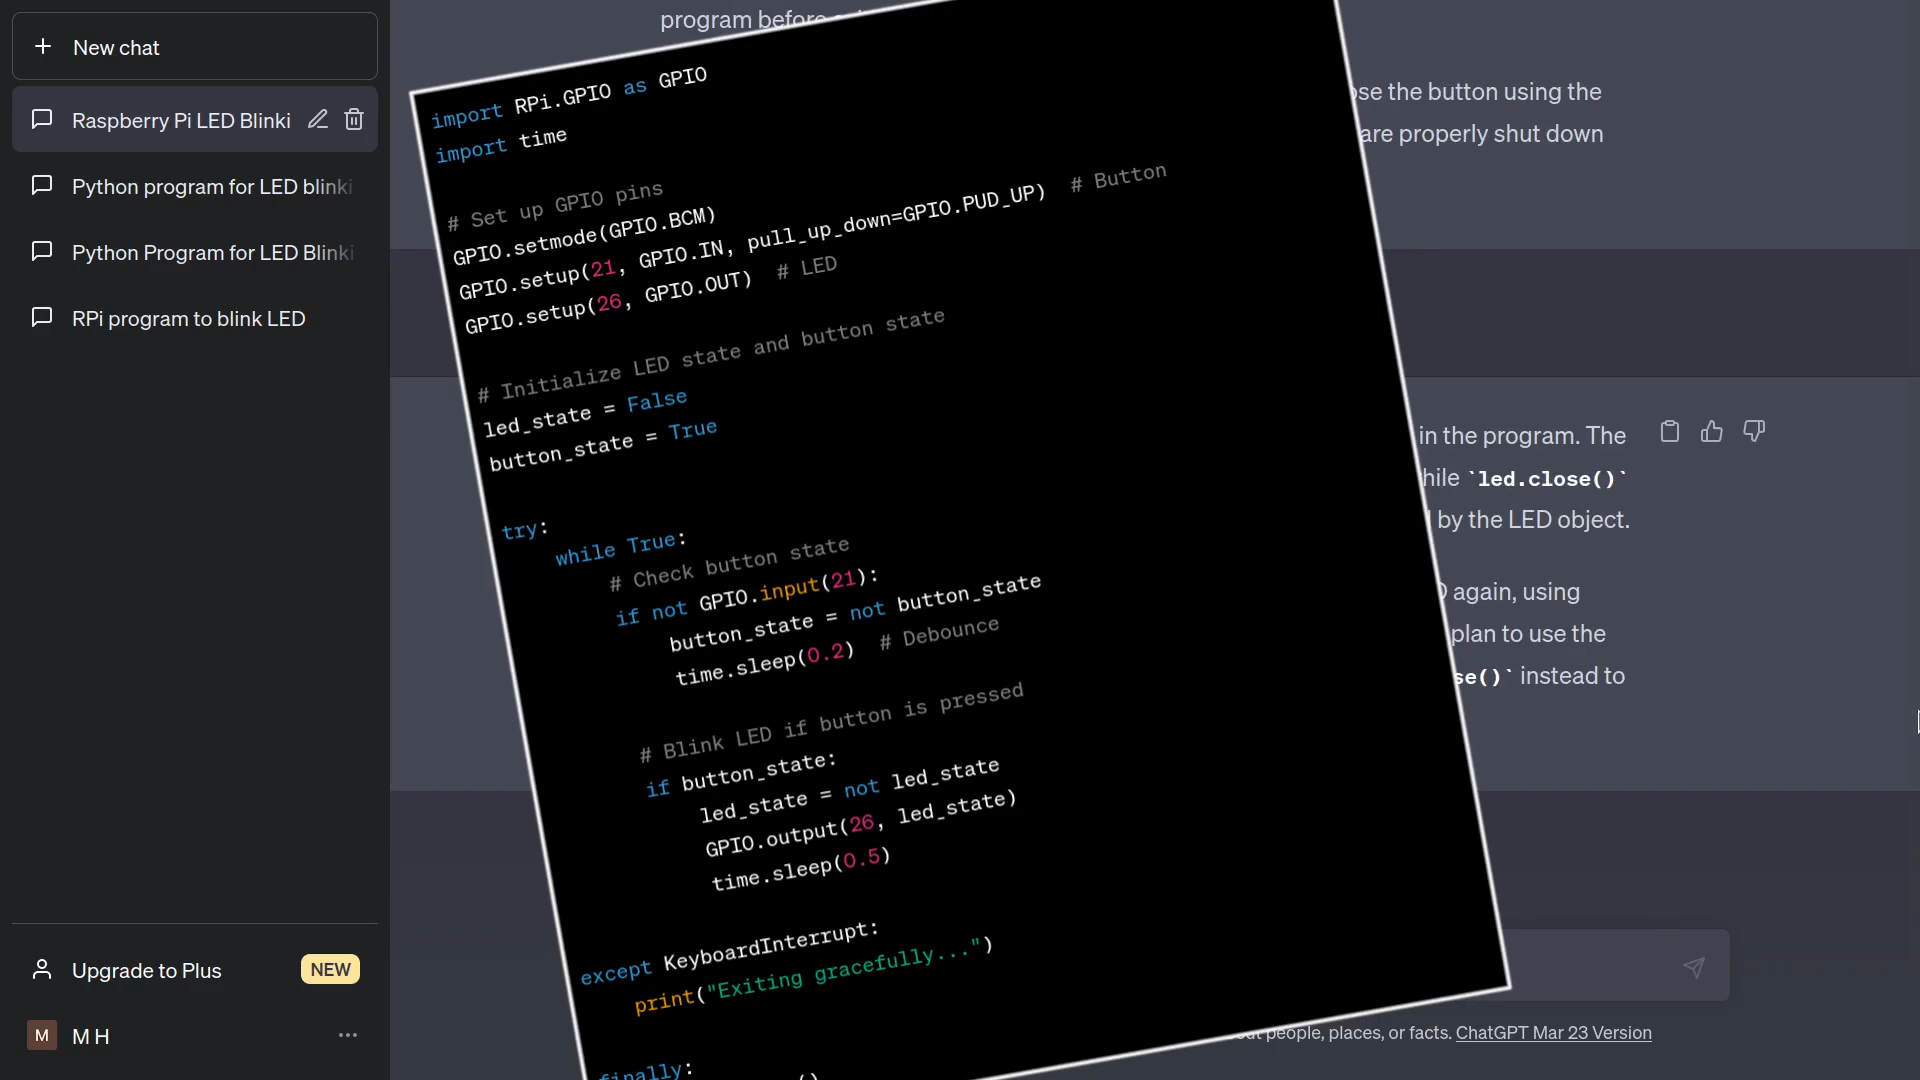 New chat
Raspberry Pi LED Blinki
Python program for LED blinki
Python Program for LED Blinki
RPi program to blink LED
Upgrade to Plus
NEW
M
M H
program before
import RPi.GPIO as GPIO
import time
# Set up GPIO pins
GPIO.setmode(GPIO.BCM)
GPIO.setup(21, GPIO.IN, pull_up_down=GPIO.PUD_UP)  # Button
GPIO.setup(26, GPIO.OUT)  # LED
# Initialize LED state and button state
led_state = False
button_state = True
try:
while True:
# Check button state
if not GPIO.input(21):
button_state = not button_state
time.sleep(0.2)  # Debounce
# Blink LED if button is pressed
if button_state:
led_state = not led_state
GPIO.output(26, led_state)
time.sleep(0.5)
except KeyboardInterrupt:
print("Exiting gracefully...")
finally:
the button using the
are properly shut down
in the program. The
`led.close()`
by the LED object.
again, using
plan to use the
se()` instead to
people, places, or facts. ChatGPT Mar 23 Version